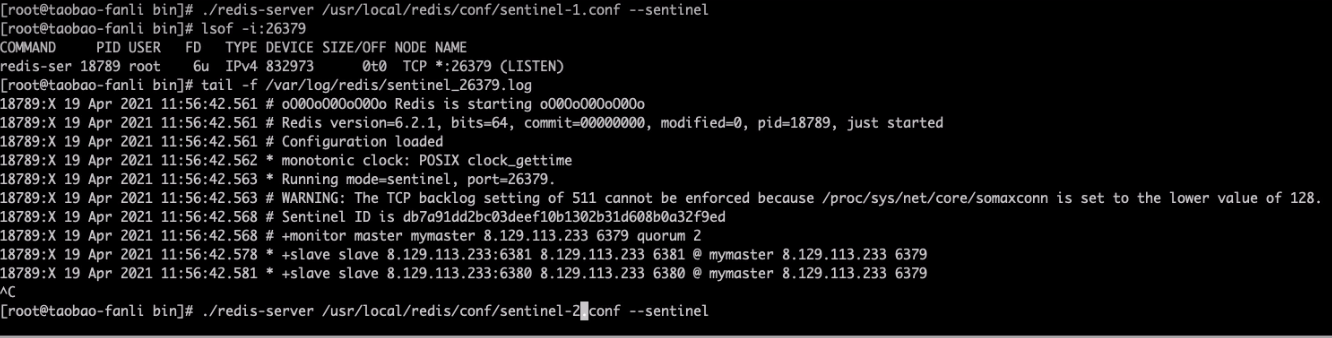 [root@taobao-fanli bin]# ./redis-server /usr/local/redis/conf/sentinel-1.conf --sentinel
[root@taobao-fanli bin]# lsof -i:26379
COMMAND     PID USER   FD   TYPE DEVICE SIZE/OFF NODE NAME
redis-ser 18789 root    6u  IPv4 832973      0t0  TCP *:26379 (LISTEN)
[root@taobao-fanli bin]# tail -f /var/log/redis/sentinel_26379.log
18789:X 19 Apr 2021 11:56:42.561 # oO0OoO0OoO0Oo Redis is starting oO0OoO0OoO0Oo
18789:X 19 Apr 2021 11:56:42.561 # Redis version=6.2.1, bits=64, commit=00000000, modified=0, pid=18789, just started
18789:X 19 Apr 2021 11:56:42.561 # Configuration loaded
18789:X 19 Apr 2021 11:56:42.562 * monotonic clock: POSIX clock_gettime
18789:X 19 Apr 2021 11:56:42.563 * Running mode=sentinel, port=26379.
18789:X 19 Apr 2021 11:56:42.563 # WARNING: The TCP backlog setting of 511 cannot be enforced because /proc/sys/net/core/somaxconn is set to the lower value of 128.
18789:X 19 Apr 2021 11:56:42.568 # Sentinel ID is db7a91dd2bc03deef10b1302b31d608b0a32f9ed
18789:X 19 Apr 2021 11:56:42.568 # +monitor master mymaster 8.129.113.233 6379 quorum 2
18789:X 19 Apr 2021 11:56:42.578 * +slave slave 8.129.113.233:6381 8.129.113.233 6381 @ mymaster 8.129.113.233 6379
18789:X 19 Apr 2021 11:56:42.581 * +slave slave 8.129.113.233:6380 8.129.113.233 6380 @ mymaster 8.129.113.233 6379
^C
[root@taobao-fanli bin]# ./redis-server /usr/local/redis/conf/sentinel-2.conf --sentinel